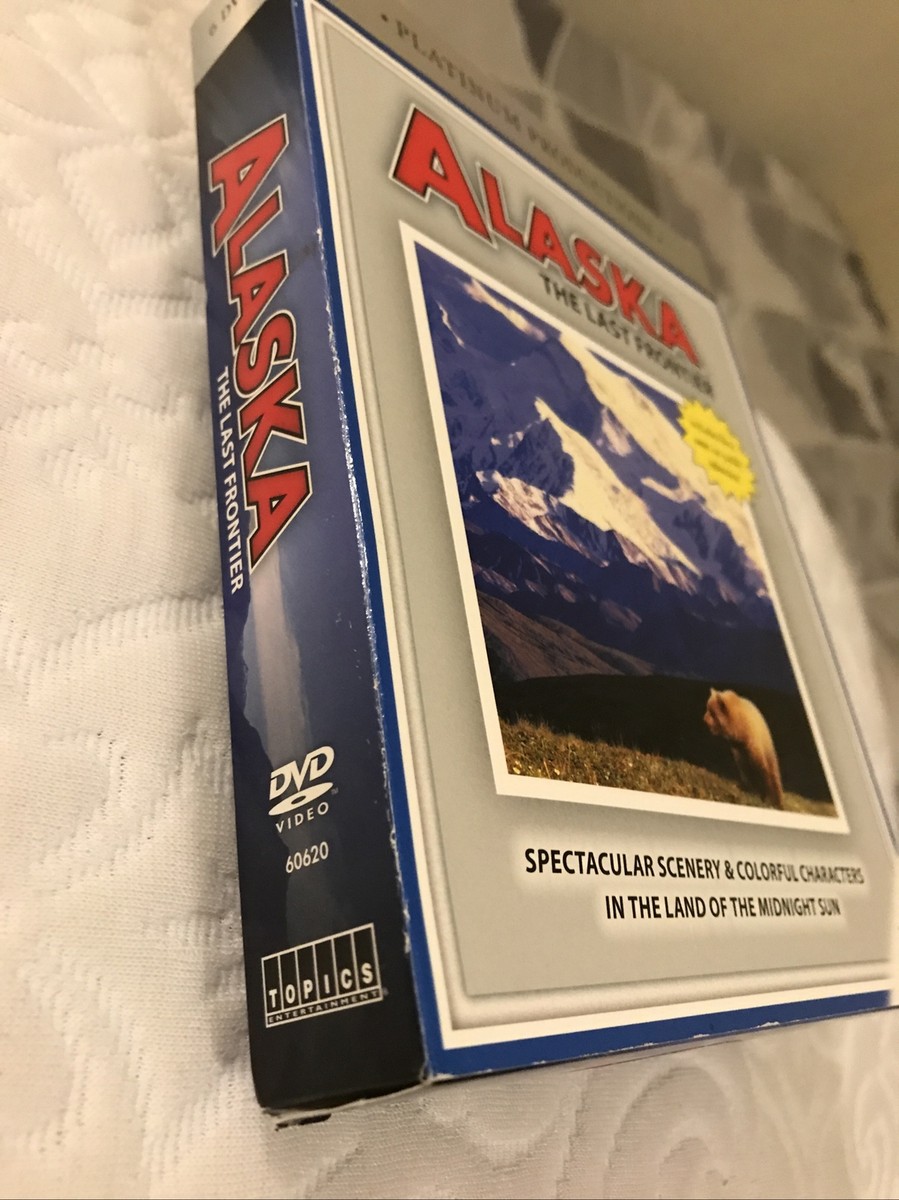 ALASKA
THE LAST FRONTIER
DVD
VIDEO
60620
TOPICS
ENTERTAINMENT
PLATINUM
ALASKA
THE LAST FRONTIER
SPECTACULAR SCENERY & COLORFUL CHARACTERS
IN THE LAND OF THE MIDNIGHT SUN